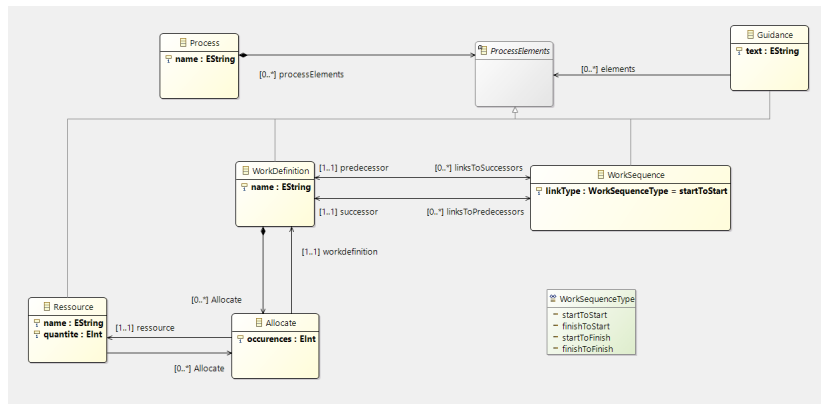 Process
name : EString
ProcessElements
Guidance
text : EString
[0..*] processElements
[0..*] elements
WorkDefinition
name : EString
[1..1] predecessor
[0..*] linksToSuccessors
[1..1] successor
[0..*] linksToPredecessors
WorkSequence
linkType : WorkSequenceType = startToStart
[1..1] workdefinition
[0..*] Allocate
Ressource
name : EString
quantite : EInt
[1..1] ressource
[0..*] Allocate
Allocate
occurences : EInt
WorkSequenceType
startToStart
finishToStart
startToFinish
finishToFinish